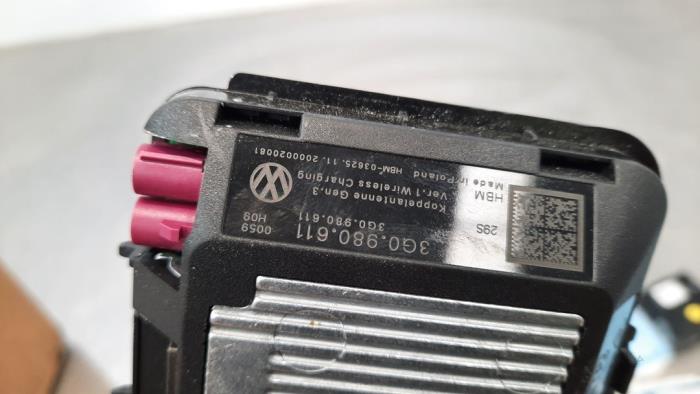 3G0.980.611
3G0.980.611
0059
H09
Koppelantenne Gen.3
Ver.1 Wireless Charging
29S
HBM
Made in Poland
HBM-03625.11.2000020081